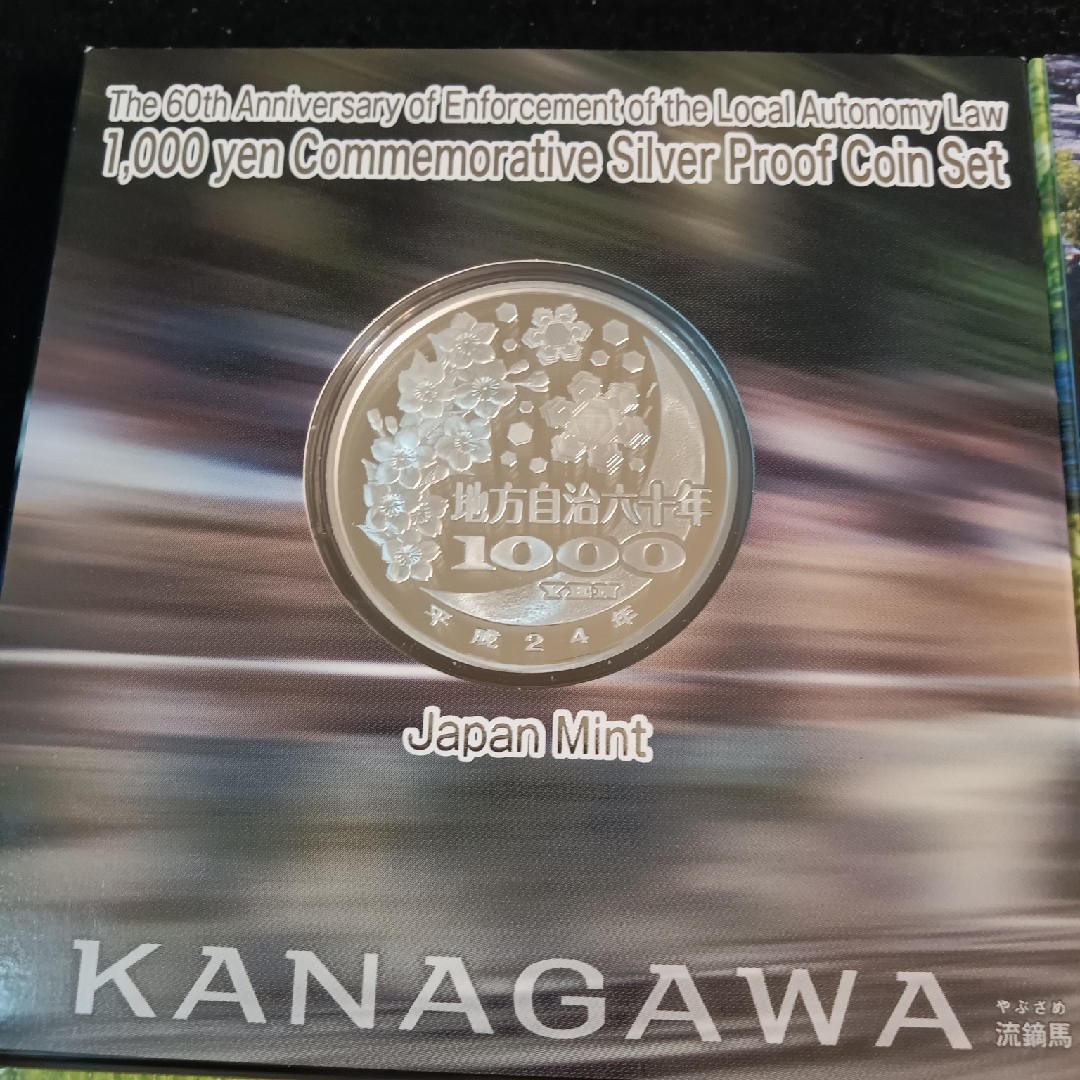 The 60th Anniversary of Enforcement of the Local Autonomy Law
1,000 yen Commemorative Silver Proof Coin Set
地方自治六十年
1000
YEN
平成24年
Japan Mint
KANAGAWA
やぶさめ
流鏑馬